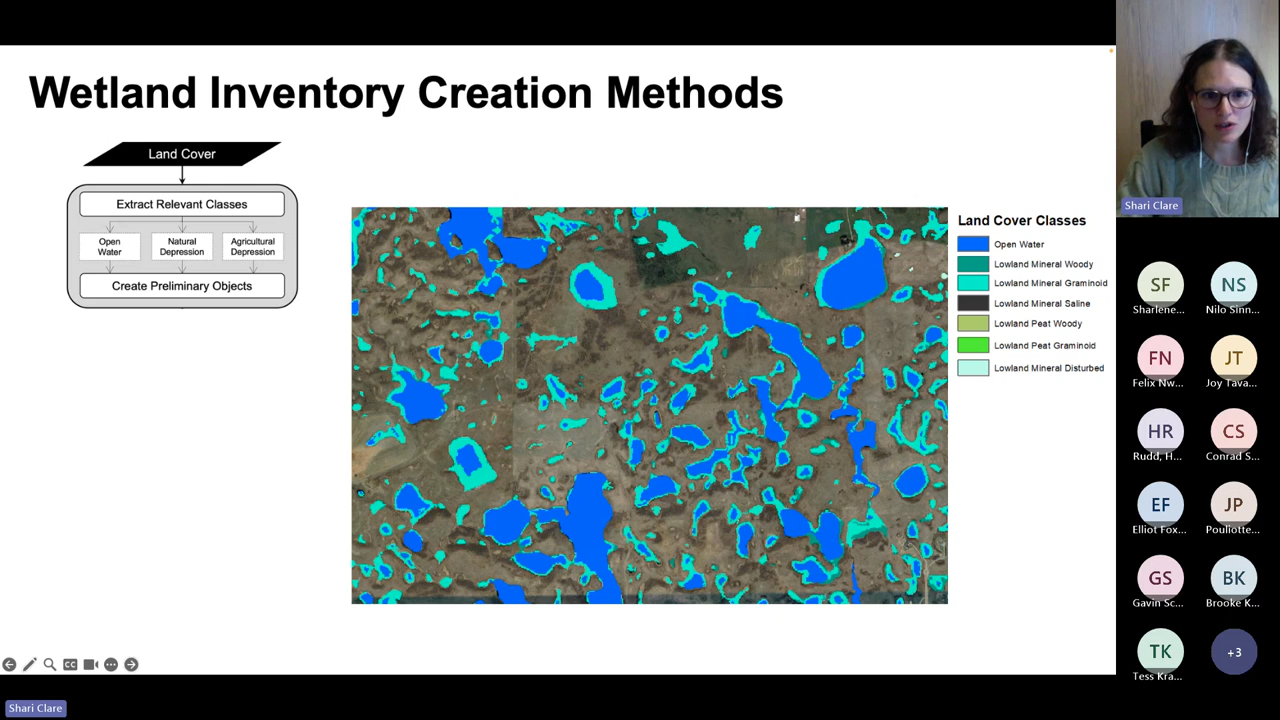 Wetland Inventory Creation Methods
Land Cover
Extract Relevant Classes
Open
Water
Natural
Depression
Agricultural
Depression
Create Preliminary Objects
Land Cover Classes
Open Water
Lowland Mineral Woody
Lowland Mineral Graminoid
Lowland Mineral Saline
Lowland Peat Woody
Lowland Peat Graminoid
Lowland Mineral Disturbed
CC
Shari Clare
SF
Sharlene...
NS
Nilo Sinn...
FN
Felix Nw...
JT
Joy Tava...
HR
Rudd, H...
CS
Conrad S...
EF
Elliot Fox...
JP
Pouliotte...
GS
Gavin Sc...
BK
Brooke K...
TK
Tess Kra...
+3
Shari Clare